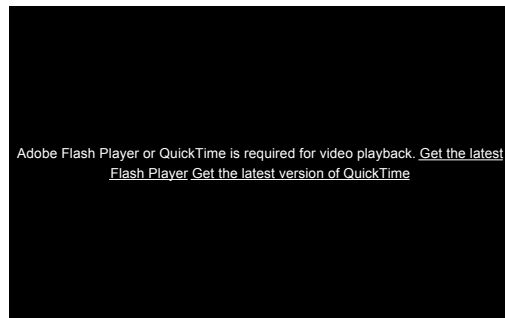 Adobe Flash Player or QuickTime is required for video playback. Get the latest
Flash Player Get the latest version of QuickTime